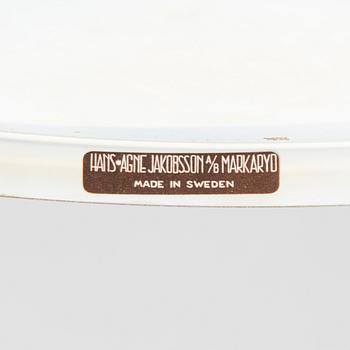 HANS-AGNE JAKOBSSON A/B MARKARYD
MADE IN SWEDEN